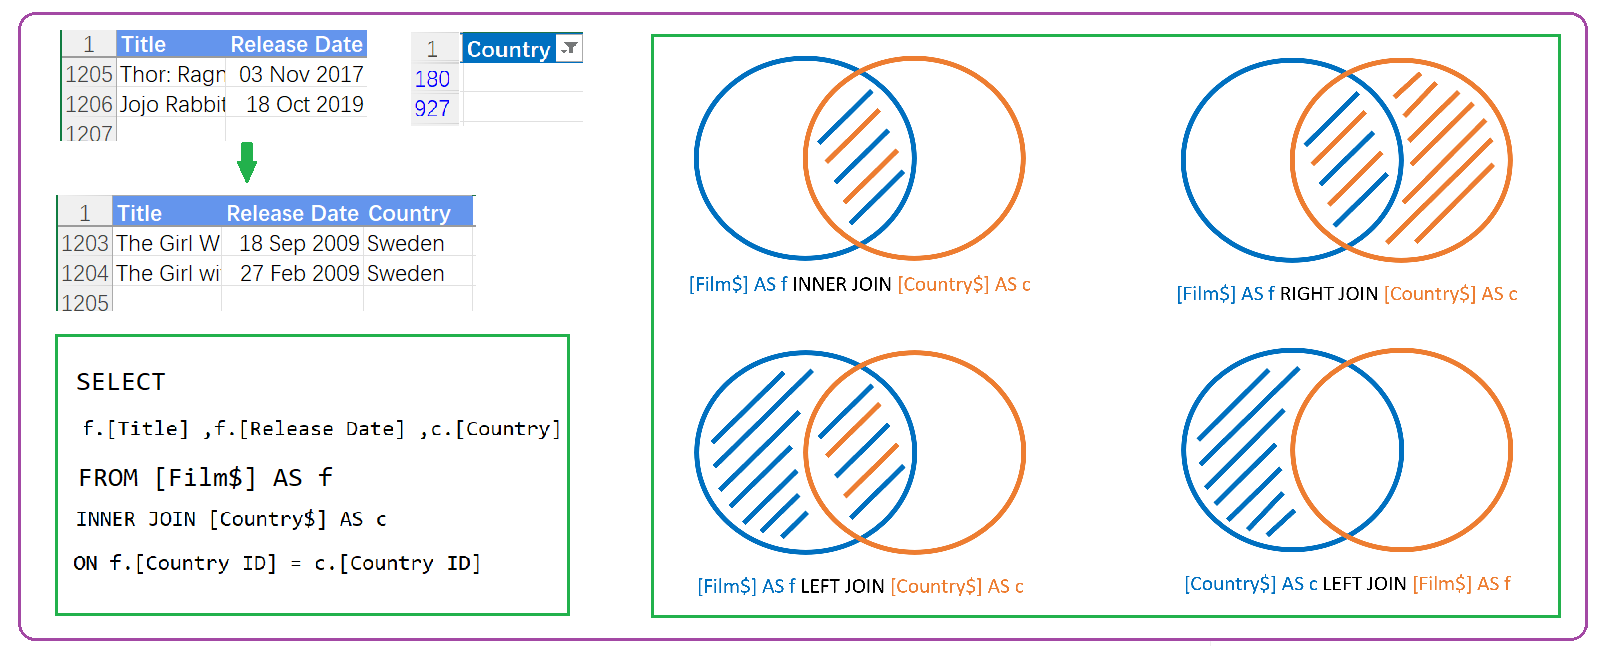 1 Title Release Date
1205 Thor: Ragn 03 Nov 2017
1206 Jojo Rabbit 18 Oct 2019
1207
1 Country
180
927
1 Title Release Date Country
1203 The Girl W 18 Sep 2009 Sweden
1204 The Girl wi 27 Feb 2009 Sweden
1205
SELECT
f.[Title] ,f.[Release Date] ,c.[Country]
FROM [Film$] AS f
INNER JOIN [Country$] AS c
ON f.[Country ID] = c.[Country ID]
[Film$] AS f INNER JOIN [Country$] AS c
[Film$] AS f RIGHT JOIN [Country$] AS c
[Film$] AS f LEFT JOIN [Country$] AS c
[Country$] AS c LEFT JOIN [Film$] AS f